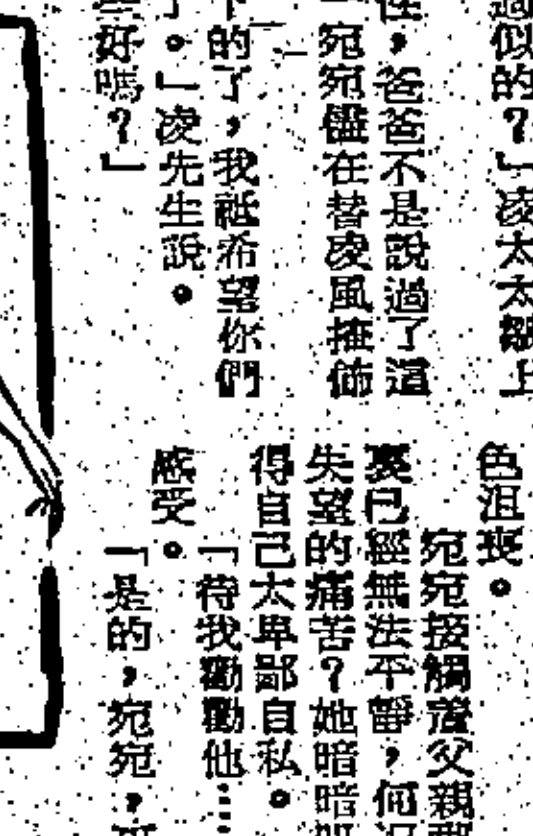 過似的？」凌太太皺上
性，爸爸不是說過了這
「宛宛儘在替凌風掩飾
下的了，我祗希望你們
了。」凌先生說。
些好嗎？」
色沮喪。
宛宛接觸着父親
裏已經無法平靜，何況
失望的痛苦？她暗暗
得自己太卑鄙自私。
「待我勸勸他……
感受。
「是的，宛宛，